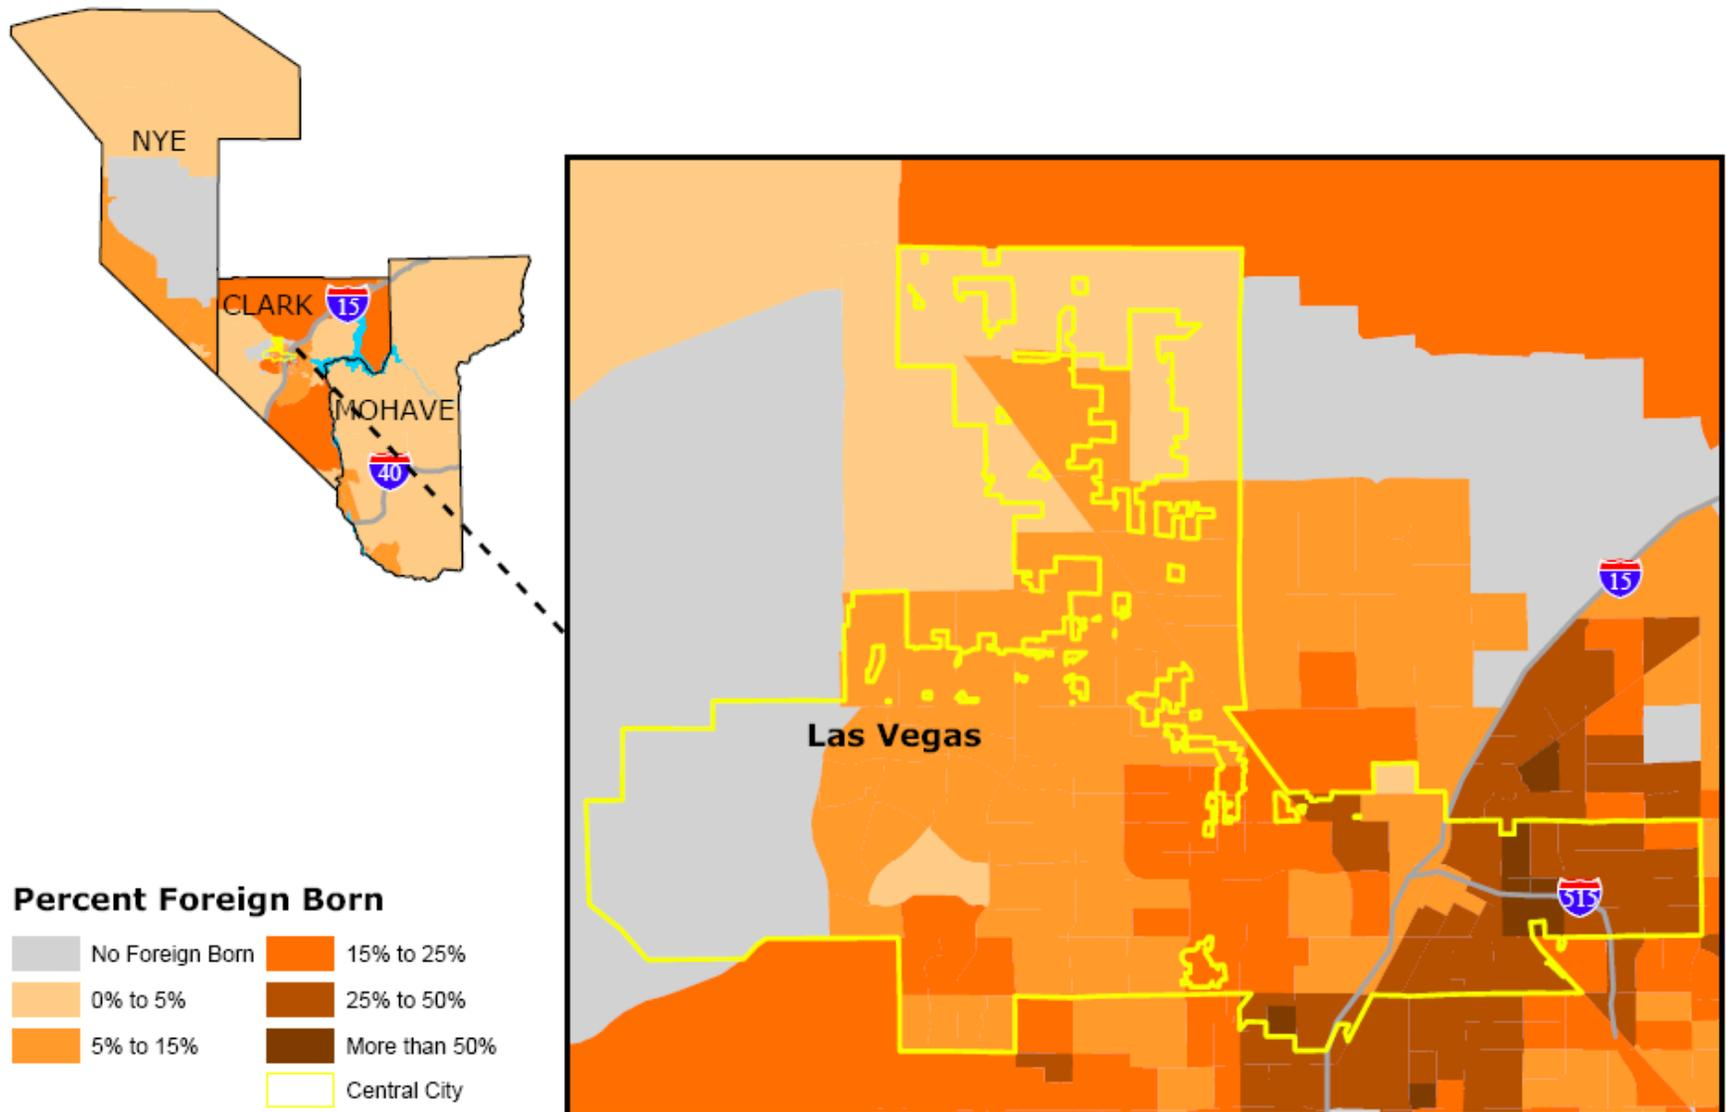 NYE
CLARK
15
MOHAVE
40
15
Las Vegas
515
Percent Foreign Born
No Foreign Born
0% to 5%
5% to 15%
15% to 25%
25% to 50%
More than 50%
Central City